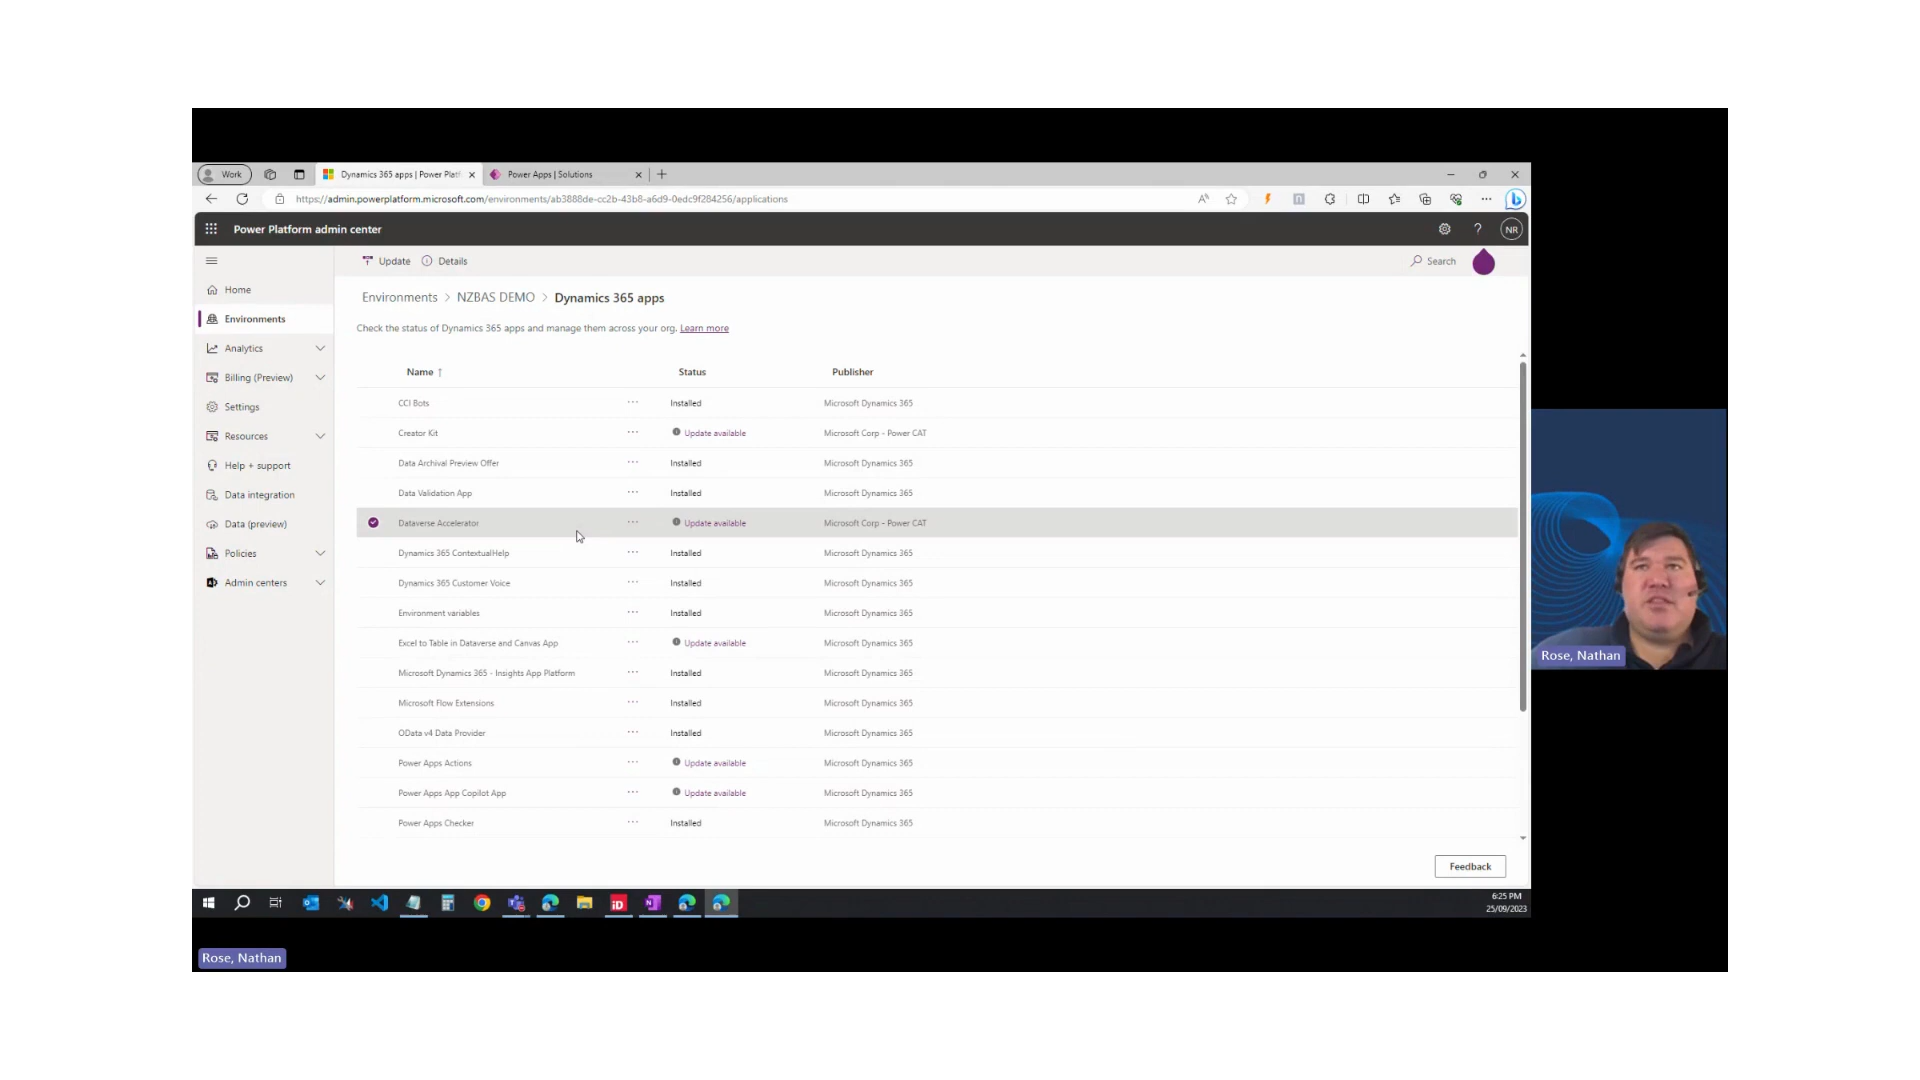 Work
Dynamics 365 apps | Power Platf
Power Apps | Solutions
https://admin.powerplatform.microsoft.com/environments/ab3888de-cc2b-43b8-a6d9-0edc9f284256/applications
Power Platform admin center
? NR
Update Details
Search
Home
Environments
Analytics
Billing (Preview)
Settings
Resources
Help + support
Data integration
Data (preview)
Policies
Admin centers
Environments > NZBAS DEMO > Dynamics 365 apps
Check the status of Dynamics 365 apps and manage them across your org. Learn more
Name ↑ Status Publisher
CCI Bots ... Installed Microsoft Dynamics 365
Creator Kit ... Update available Microsoft Corp - Power CAT
Data Archival Preview Offer ... Installed Microsoft Dynamics 365
Data Validation App ... Installed Microsoft Dynamics 365
Dataverse Accelerator ... Update available Microsoft Corp - Power CAT
Dynamics 365 ContextualHelp ... Installed Microsoft Dynamics 365
Dynamics 365 Customer Voice ... Installed Microsoft Dynamics 365
Environment variables ... Installed Microsoft Dynamics 365
Excel to Table in Dataverse and Canvas App ... Update available Microsoft Dynamics 365
Microsoft Dynamics 365 - Insights App Platform ... Installed Microsoft Dynamics 365
Microsoft Flow Extensions ... Installed Microsoft Dynamics 365
OData v4 Data Provider ... Installed Microsoft Dynamics 365
Power Apps Actions ... Update available Microsoft Dynamics 365
Power Apps App Copilot App ... Update available Microsoft Dynamics 365
Power Apps Checker ... Installed Microsoft Dynamics 365
Feedback
6:25 PM
25/09/2023
Rose, Nathan
Rose, Nathan